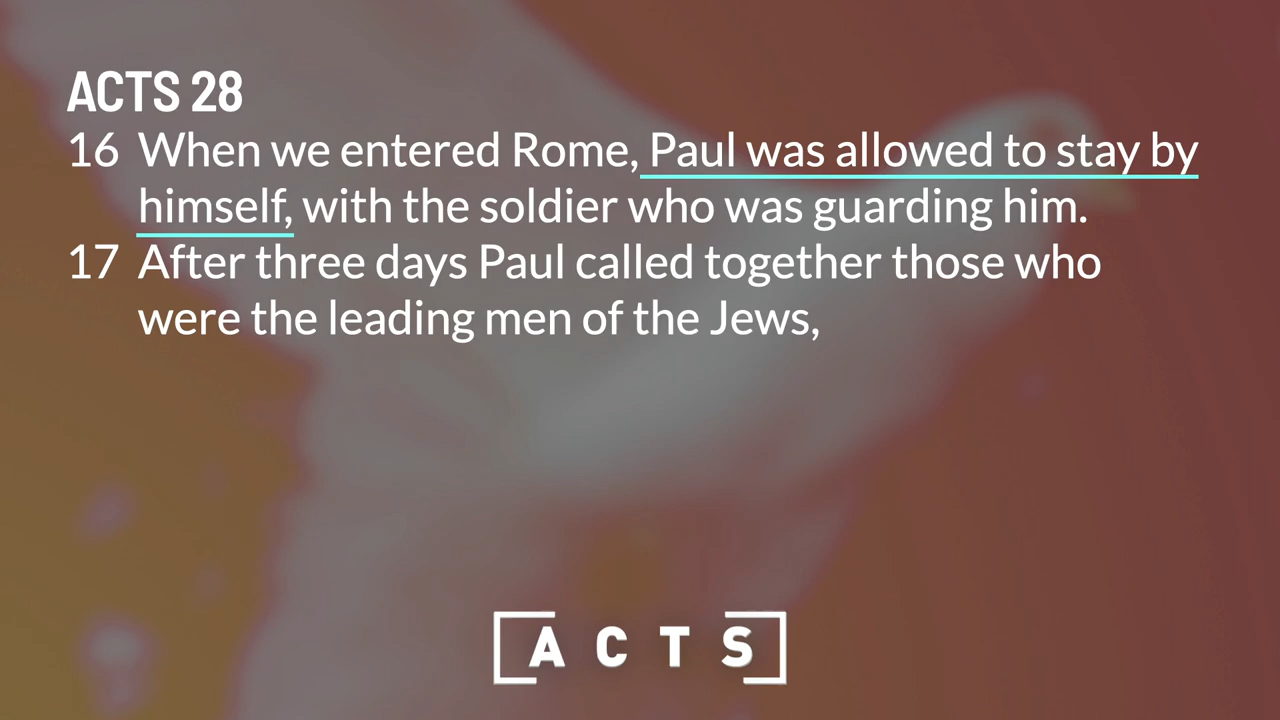 ACTS 28
16 When we entered Rome, Paul was allowed to stay by
himself, with the soldier who was guarding him.
17 After three days Paul called together those who
were the leading men of the Jews,
ACTS